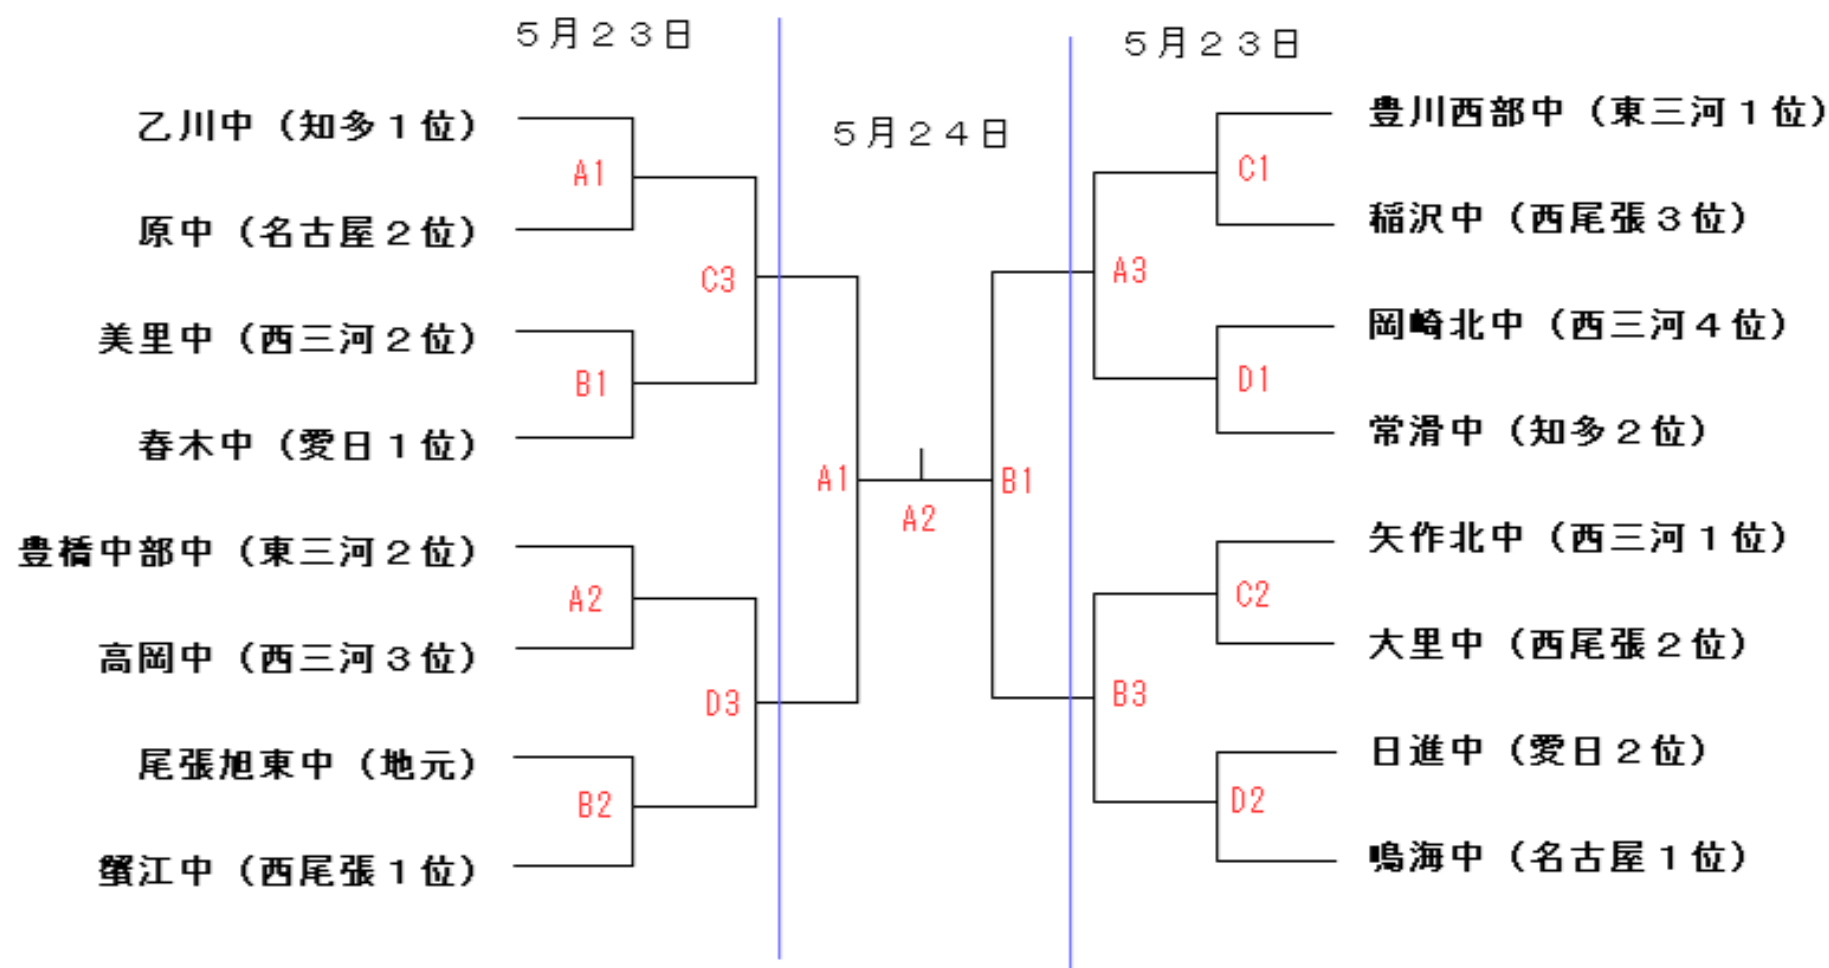 ５月２３日
５月２３日
５月２４日
乙川中（知多１位）
原中（名古屋２位）
美里中（西三河２位）
春木中（愛日１位）
豊橋中部中（東三河２位）
高岡中（西三河３位）
尾張旭東中（地元）
蟹江中（西尾張１位）
A1
B1
A2
B2
C3
D3
A1
A2
B1
A3
B3
C1
D1
C2
D2
豊川西部中（東三河１位）
稲沢中（西尾張３位）
岡崎北中（西三河４位）
常滑中（知多２位）
矢作北中（西三河１位）
大里中（西尾張２位）
日進中（愛日２位）
鳴海中（名古屋１位）